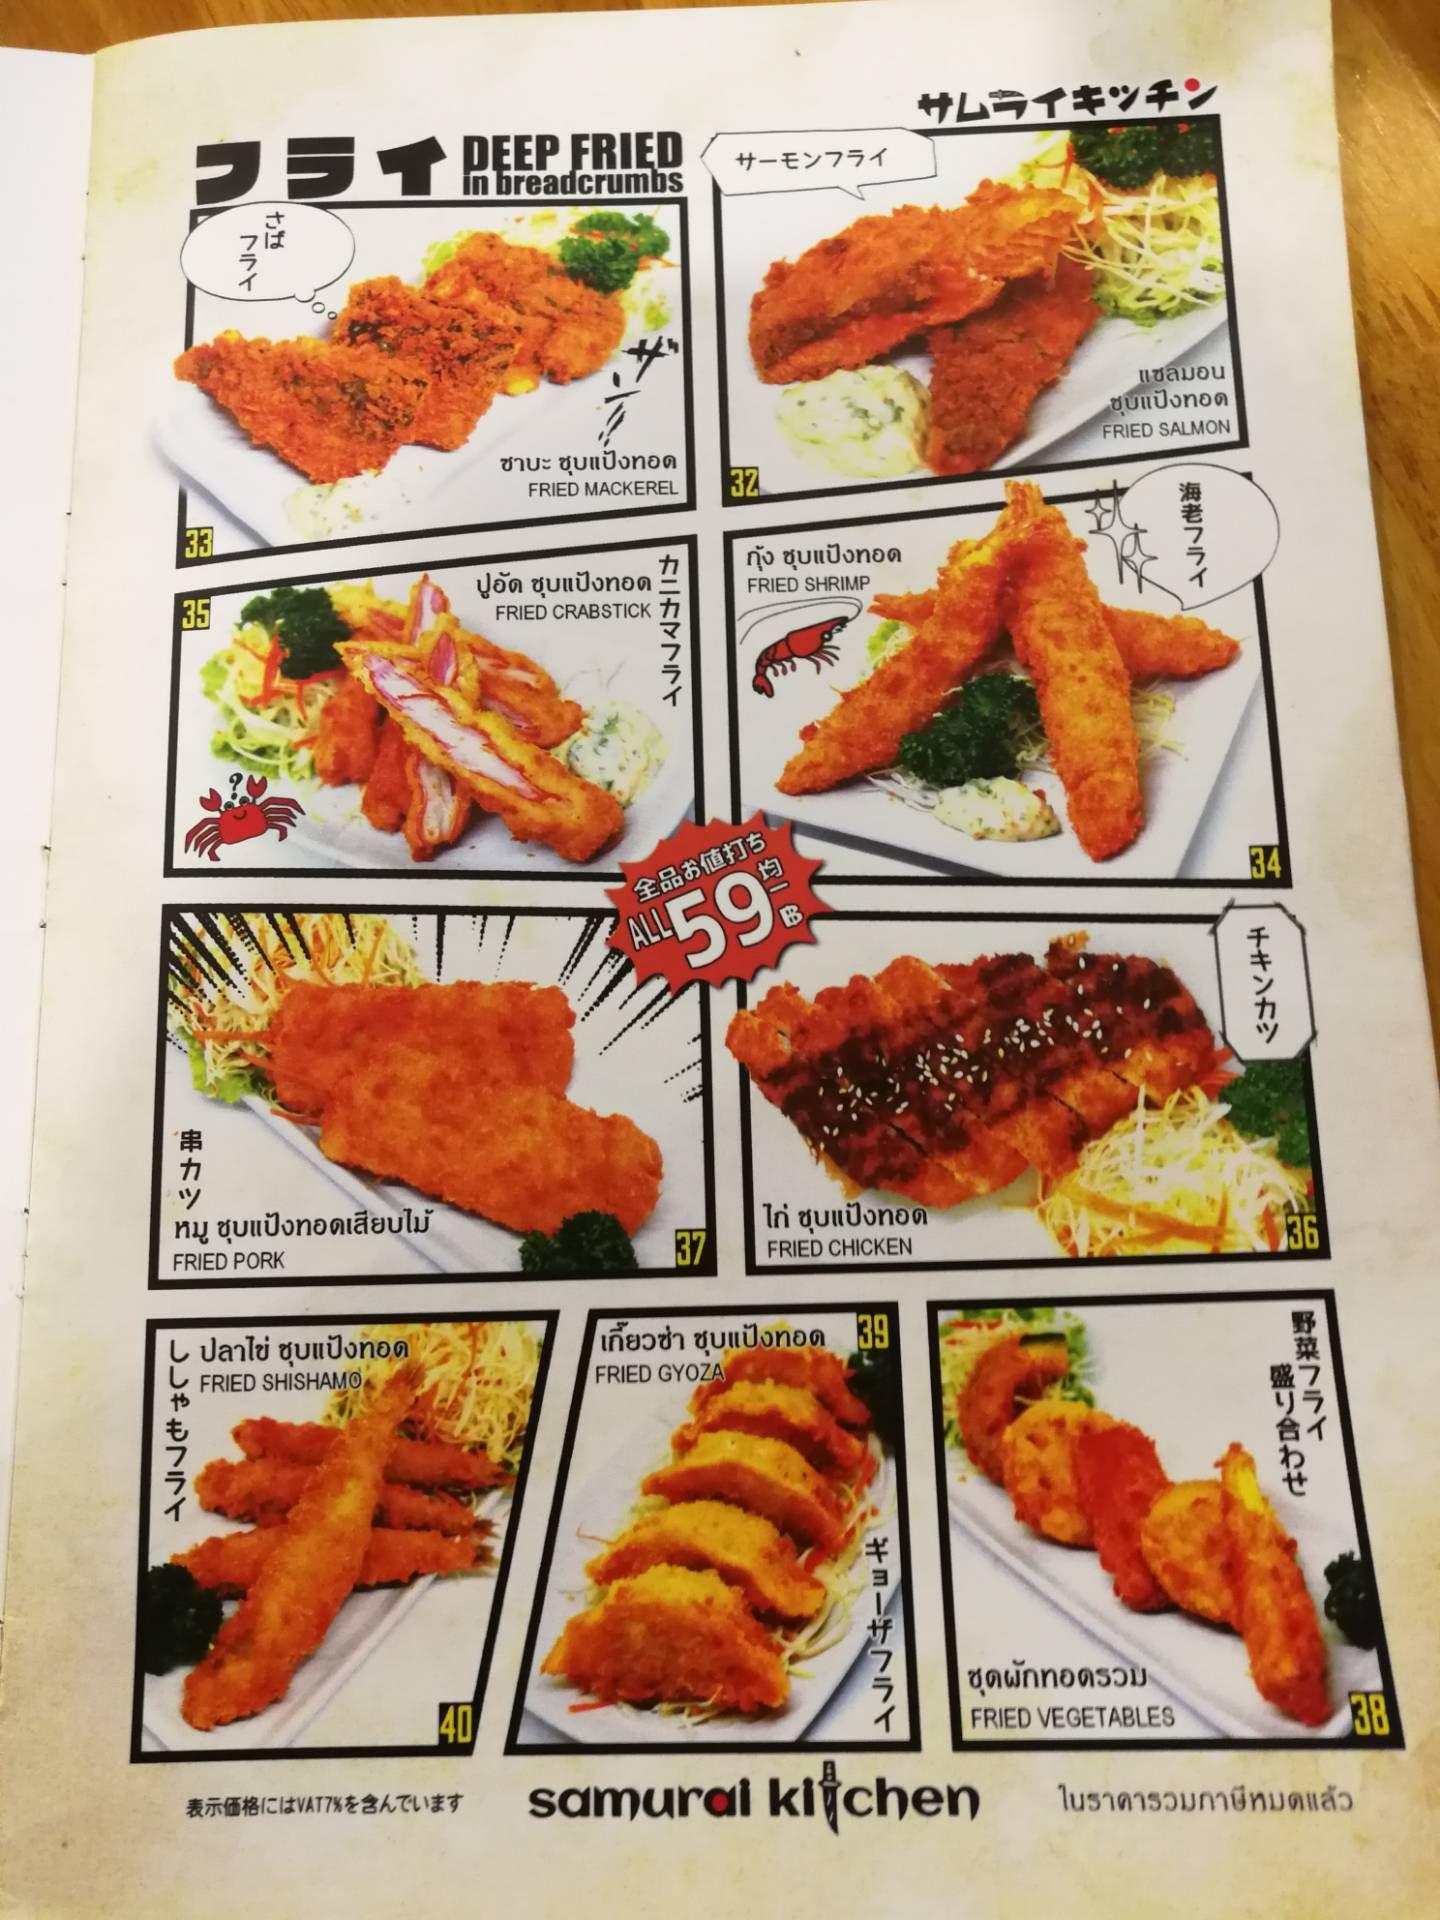 サムライキッチン
フライ
DEEP FRIED
in breadcrumbs
さば
フライ
ザー!!
ซาบะ ชุบแป้งทอด
FRIED MACKEREL
33
サーモンフライ
แซลมอน
ชุบแป้งทอด
FRIED SALMON
32
35
ปูอัด ชุบแป้งทอด
FRIED CRABSTICK
カニカマフライ
?
กุ้ง ชุบแป้งทอด
FRIED SHRIMP
海老フライ
34
全品お値打ち
ALL 59 均一
串カツ
หมู ชุบแป้งทอดเสียบไม้
FRIED PORK
37
チキンカツ
ไก่ ชุบแป้งทอด
FRIED CHICKEN
36
ししゃもフライ
ปลาไข่ ชุบแป้งทอด
FRIED SHISHAMO
40
เกี๊ยวซ่า ชุบแป้งทอด
FRIED GYOZA
39
ギョーザフライ
野菜フライ
盛り合わせ
ชุดผักทอดรวม
FRIED VEGETABLES
38
表示価格にはVAT7%を含んでいます
samurai kitchen
ในราคารวมภาษีหมดแล้ว